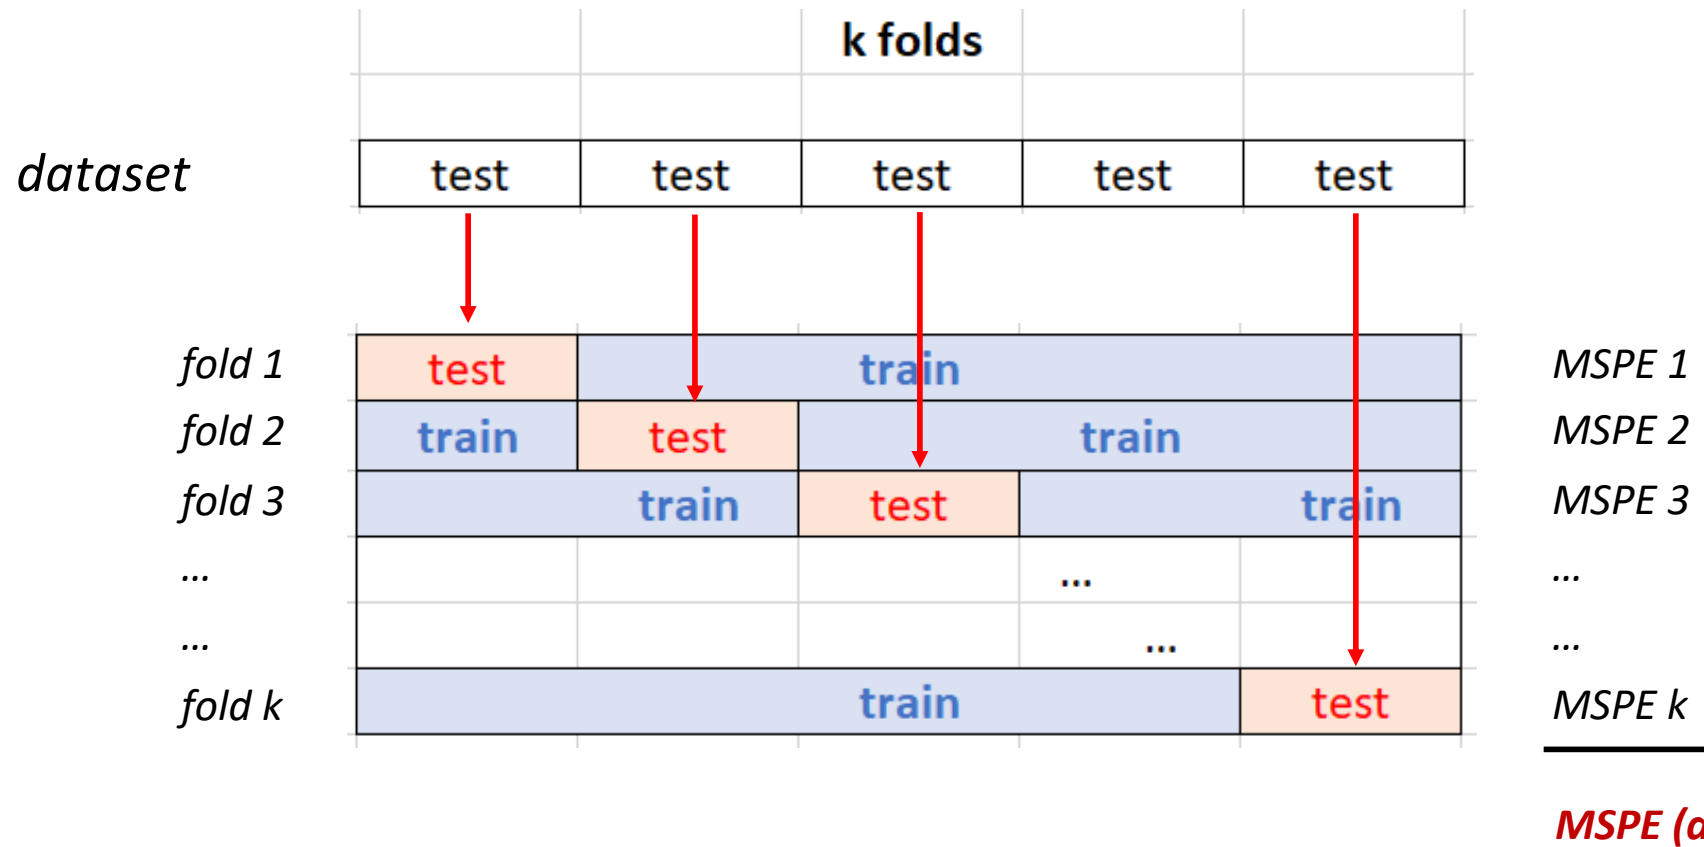 k folds
dataset test test test test test
fold 1 test train MSPE 1
fold 2 train test train MSPE 2
fold 3 train test train MSPE 3
... ... ...
... ... ...
fold k train test MSPE k
MSPE